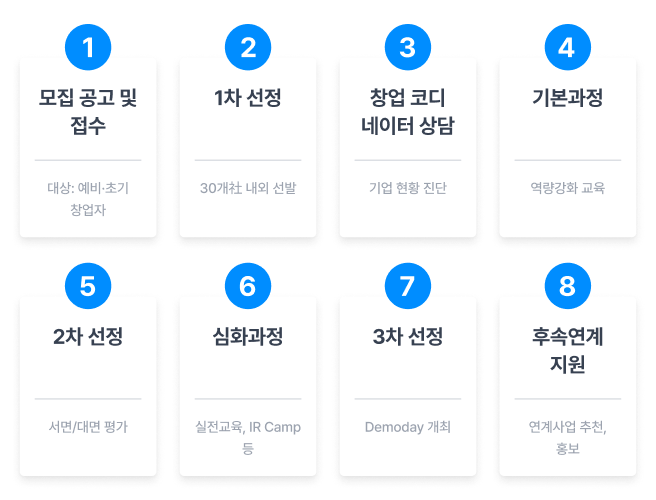 1
모집 공고 및
접수
대상: 예비·초기
창업자
2
1차 선정
30개社 내외 선발
3
창업 코디
네이터 상담
기업 현황 진단
4
기본과정
역량강화 교육
5
2차 선정
서면/대면 평가
6
심화과정
실전교육, IR Camp
등
7
3차 선정
Demoday 개최
8
후속연계
지원
연계사업 추천,
홍보